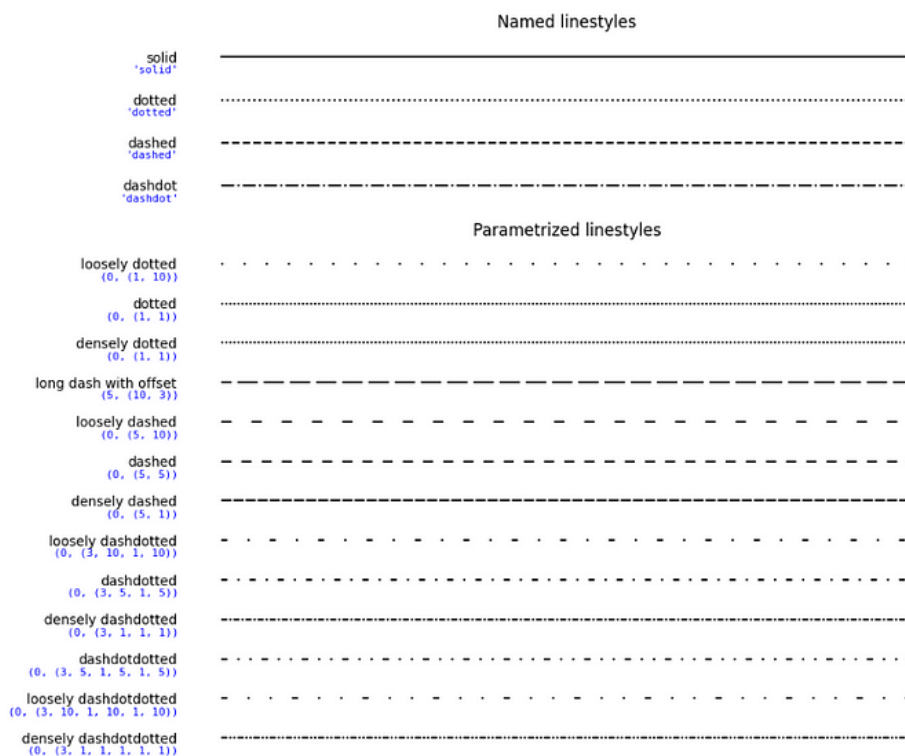 Named linestyles
solid
'solid'
dotted
'dotted'
dashed
'dashed'
dashdot
'dashdot'
Parametrized linestyles
loosely dotted
(0, (1, 10))
dotted
(0, (1, 1))
densely dotted
(0, (1, 1))
long dash with offset
(5, (10, 3))
loosely dashed
(0, (5, 10))
dashed
(0, (5, 5))
densely dashed
(0, (5, 1))
loosely dashdotted
(0, (3, 10, 1, 10))
dashdotted
(0, (3, 5, 1, 5))
densely dashdotted
(0, (3, 1, 1, 1))
dashdotdotted
(0, (3, 5, 1, 5, 1, 5))
loosely dashdotdotted
(0, (3, 10, 1, 10, 1, 10))
densely dashdotdotted
(0, (3, 1, 1, 1, 1, 1))